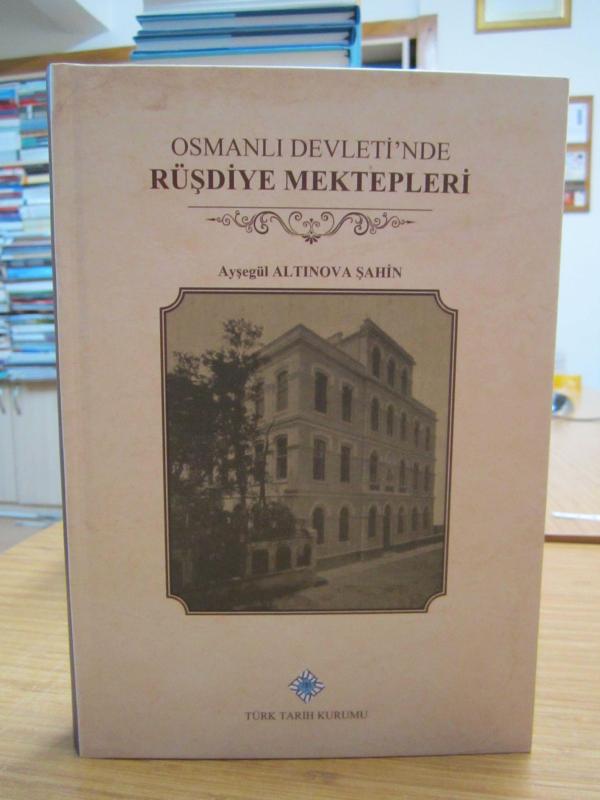 OSMANLI DEVLETİ'NDE
RÜŞDİYE MEKTEPLERİ
Ayşegül ALTINOVA ŞAHİN
TÜRK TARİH KURUMU